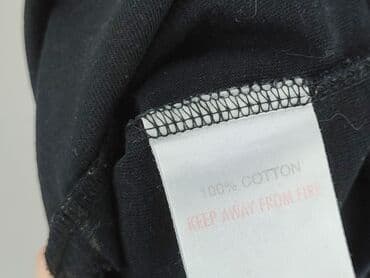 100% COTTON
KEEP AWAY FROM FIRE